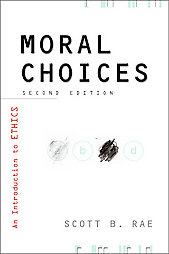 MORAL
CHOICES
SECOND EDITION
An Introduction to ETHICS
b d
SCOTT B. RAE